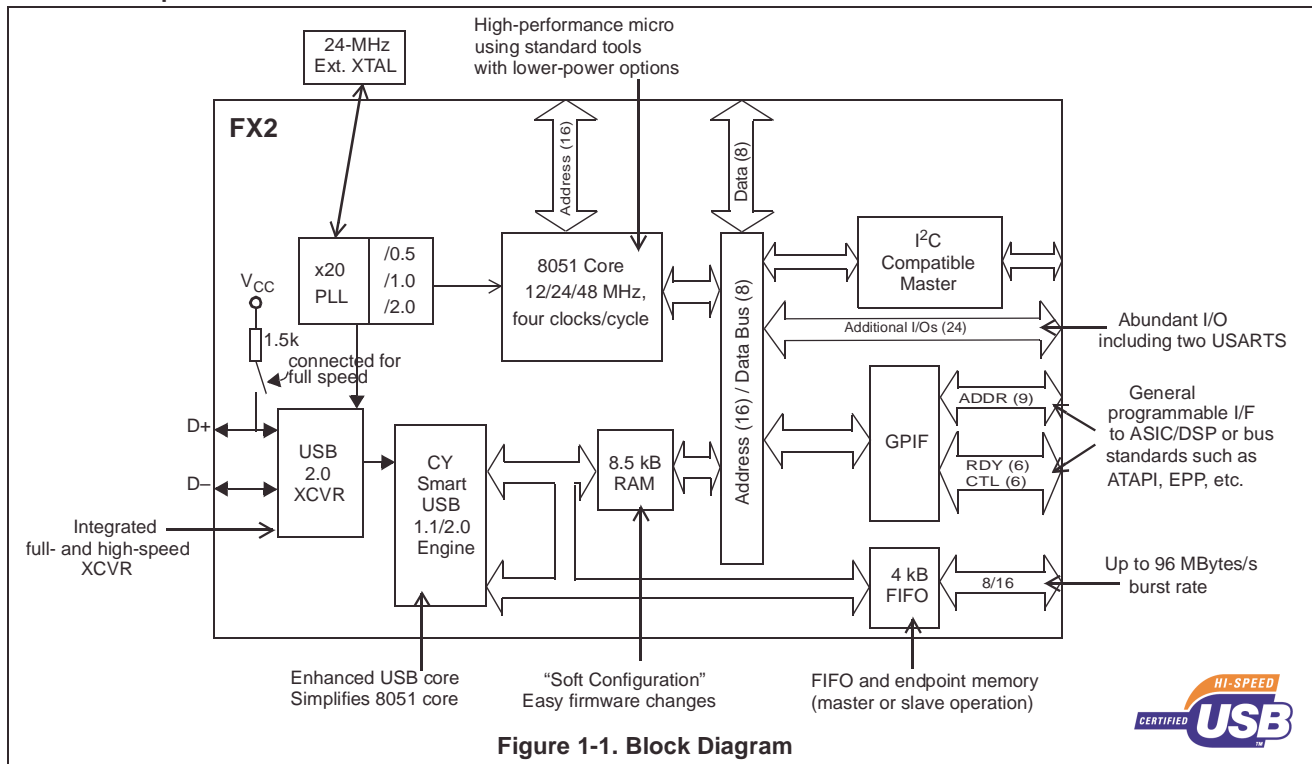 High-performance micro
using standard tools
with lower-power options
24-MHz
Ext. XTAL
FX2
Address (16)
Data (8)
x20
PLL
/0.5
/1.0
/2.0
8051 Core
12/24/48 MHz,
four clocks/cycle
I2C
Compatible
Master
VCC
1.5k
connected for
full speed
Address (16) / Data Bus (8)
Additional I/Os (24)
Abundant I/O
including two USARTS
D+
D–
USB
2.0
XCVR
CY
Smart
USB
1.1/2.0
Engine
8.5 kB
RAM
GPIF
ADDR (9)
RDY (6)
CTL (6)
General
programmable I/F
to ASIC/DSP or bus
standards such as
ATAPI, EPP, etc.
Integrated
full- and high-speed
XCVR
4 kB
FIFO
8/16
Up to 96 MBytes/s
burst rate
Enhanced USB core
Simplifies 8051 core
“Soft Configuration”
Easy firmware changes
FIFO and endpoint memory
(master or slave operation)
HI-SPEED
CERTIFIED
USB
TM
Figure 1-1. Block Diagram